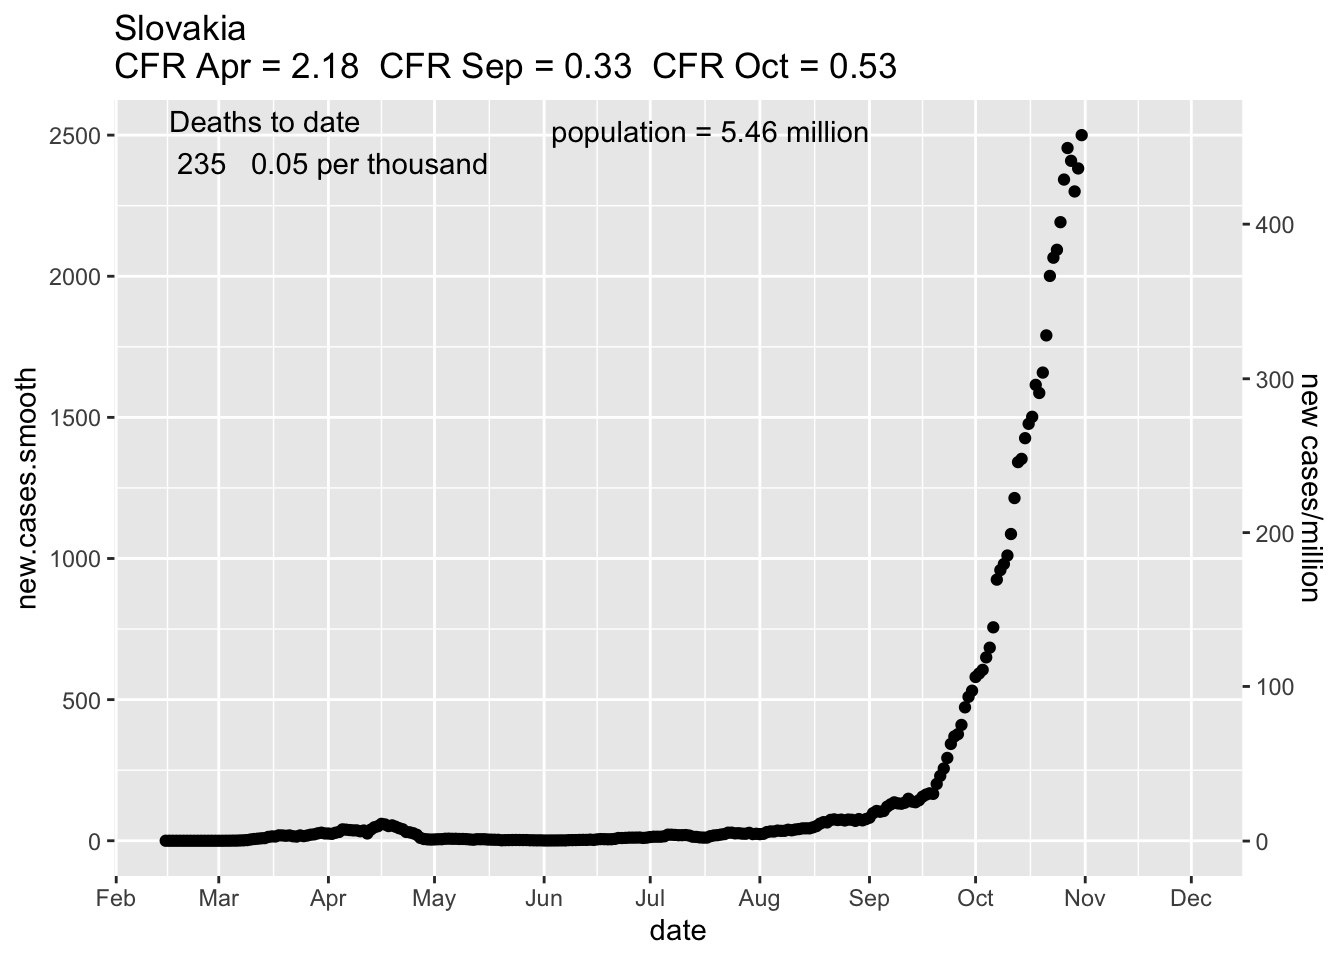 Slovakia
CFR Apr = 2.18 CFR Sep = 0.33 CFR Oct = 0.53
Deaths to date
235 0.05 per thousand
population = 5.46 million
new.cases.smooth
2500
2000
1500
1000
500
0
400
300
200
100
0
new cases/million
Feb Mar Apr May Jun Jul Aug Sep Oct Nov Dec
date